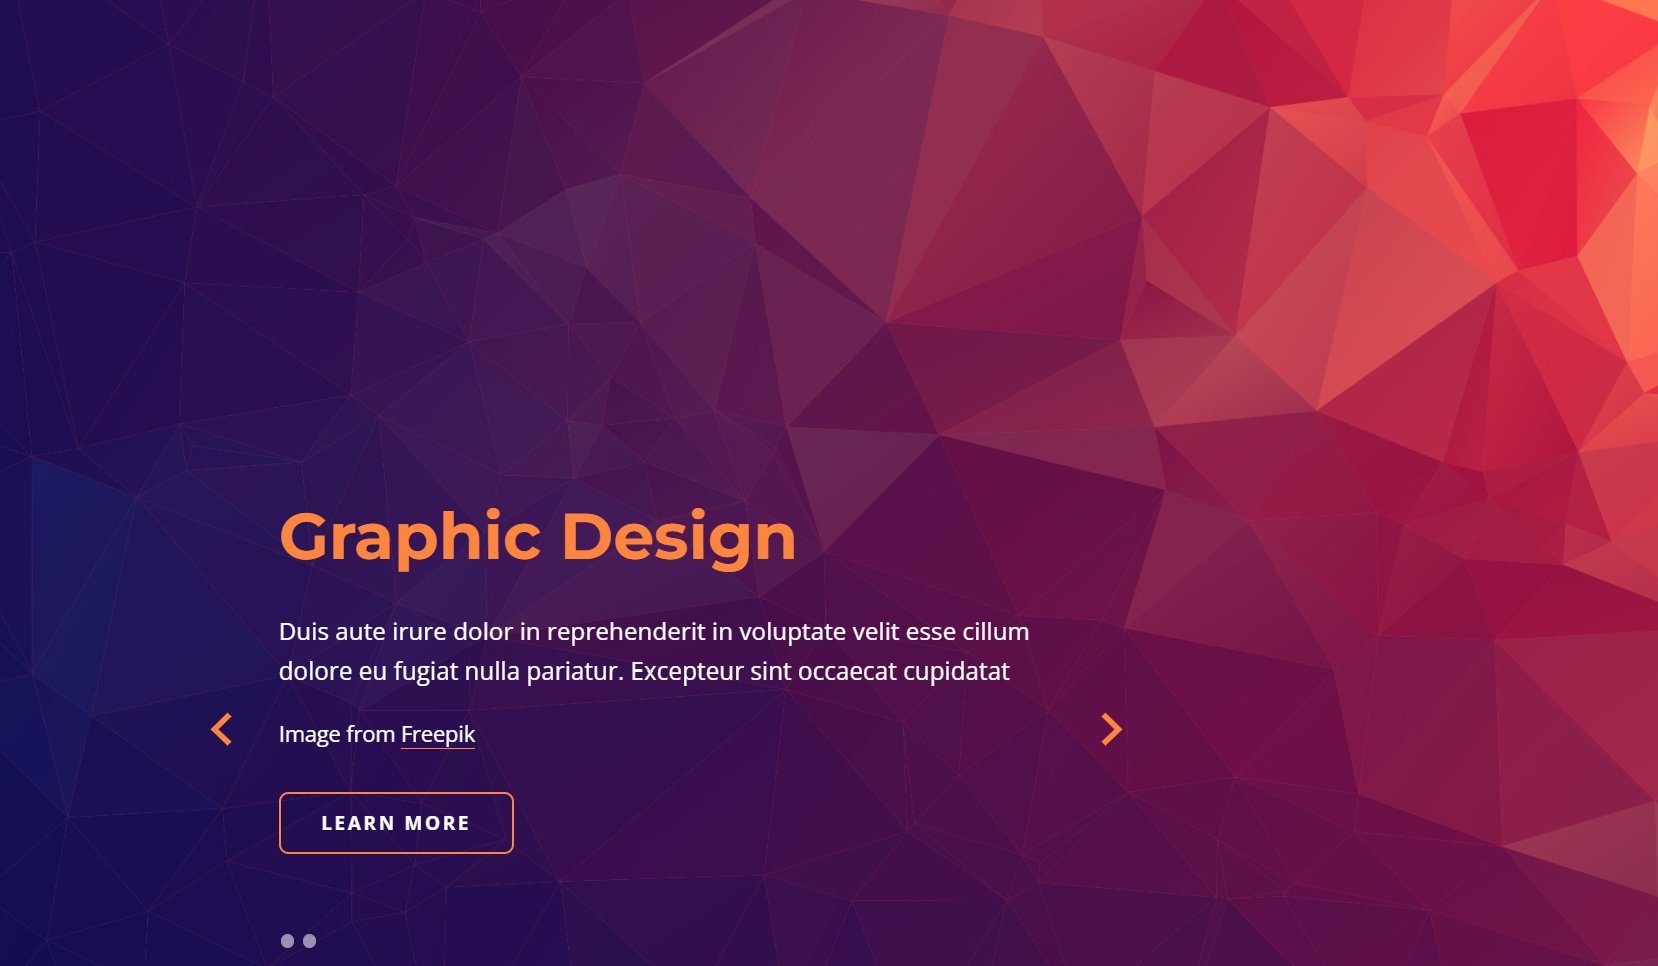 Graphic Design
Duis aute irure dolor in reprehenderit in voluptate velit esse cillum
dolore eu fugiat nulla pariatur. Excepteur sint occaecat cupidatat
Image from Freepik
LEARN MORE